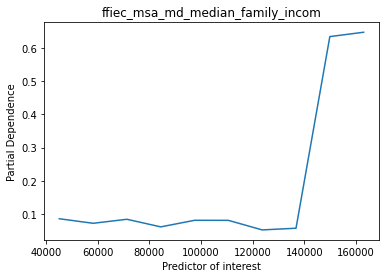 ffiec_msa_md_median_family_incom
0.6
0.5
0.4
0.3
0.2
0.1
Partial Dependence
40000 60000 80000 100000 120000 140000 160000
Predictor of interest